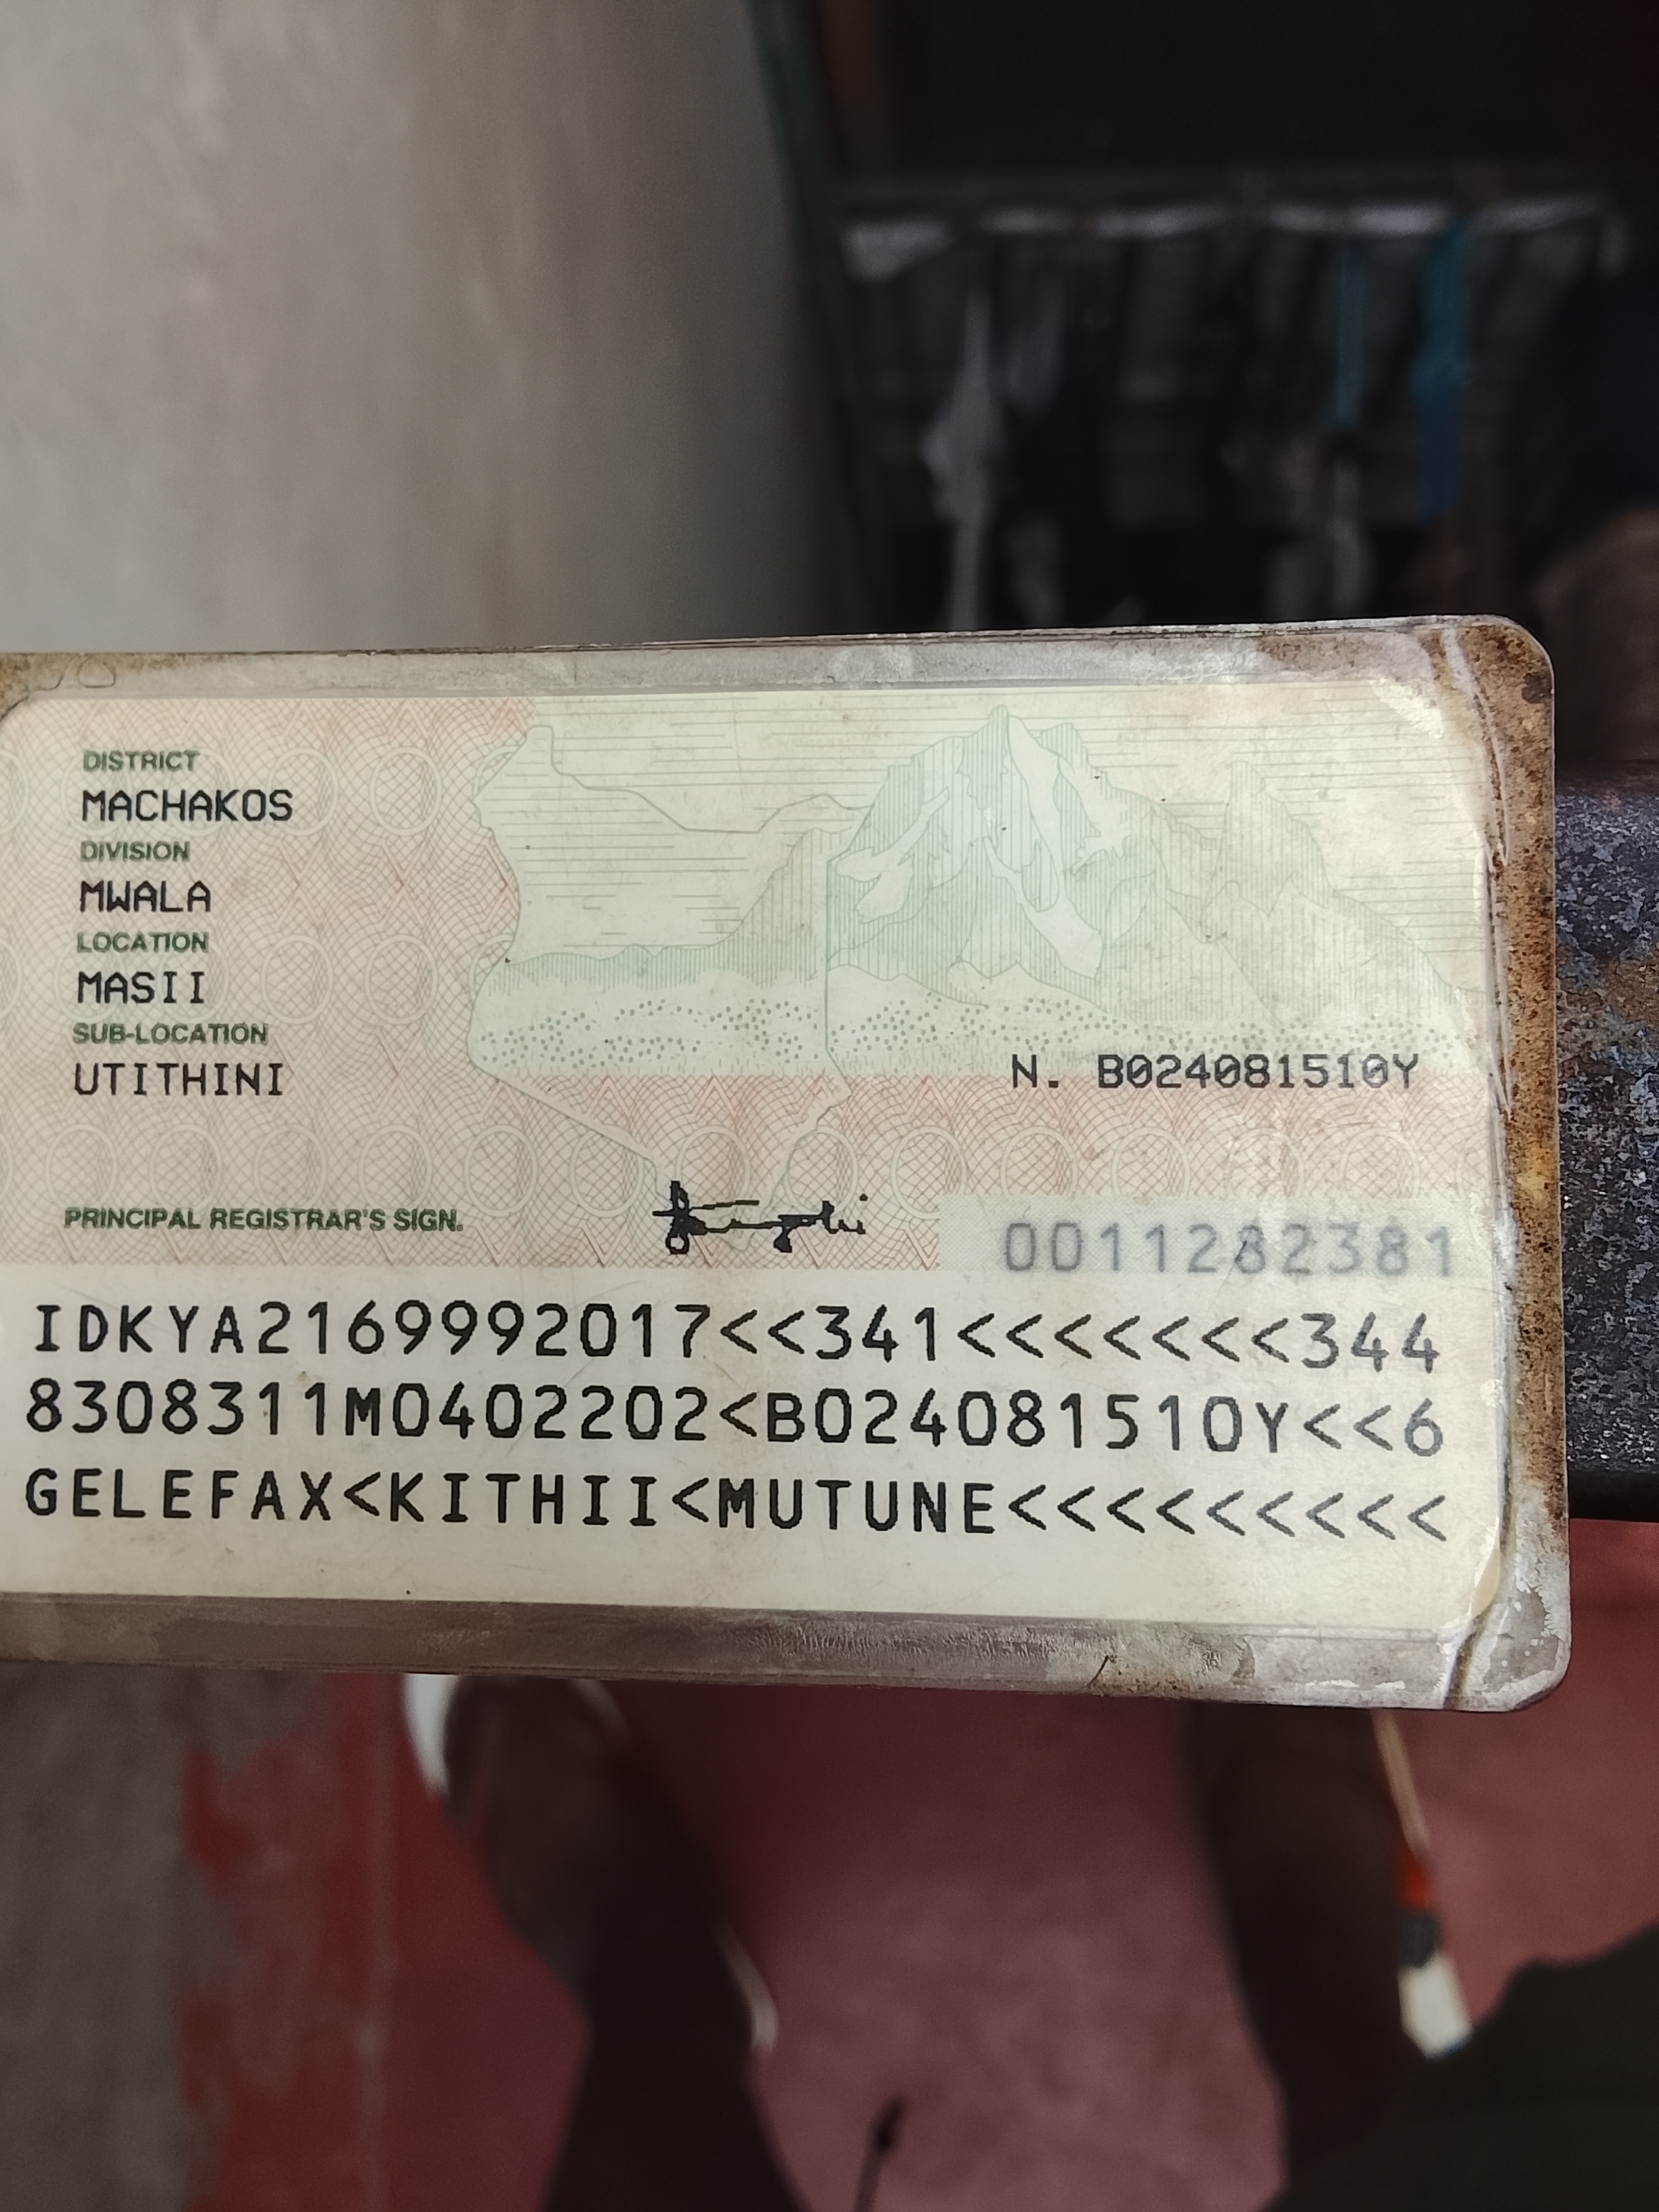 DISTRICT
MACHAKOS
DIVISION
MWALA
LOCATION
MASII
SUB-LOCATION
UTITHINI
N. B024081510Y
PRINCIPAL REGISTRAR'S SIGN.
0011282381
IDKYA2169992017<<341<<<<<<<344
8308311M0402202<B024081510Y<<6
GELEFAX<KITHII<MUTUNE<<<<<<<<<